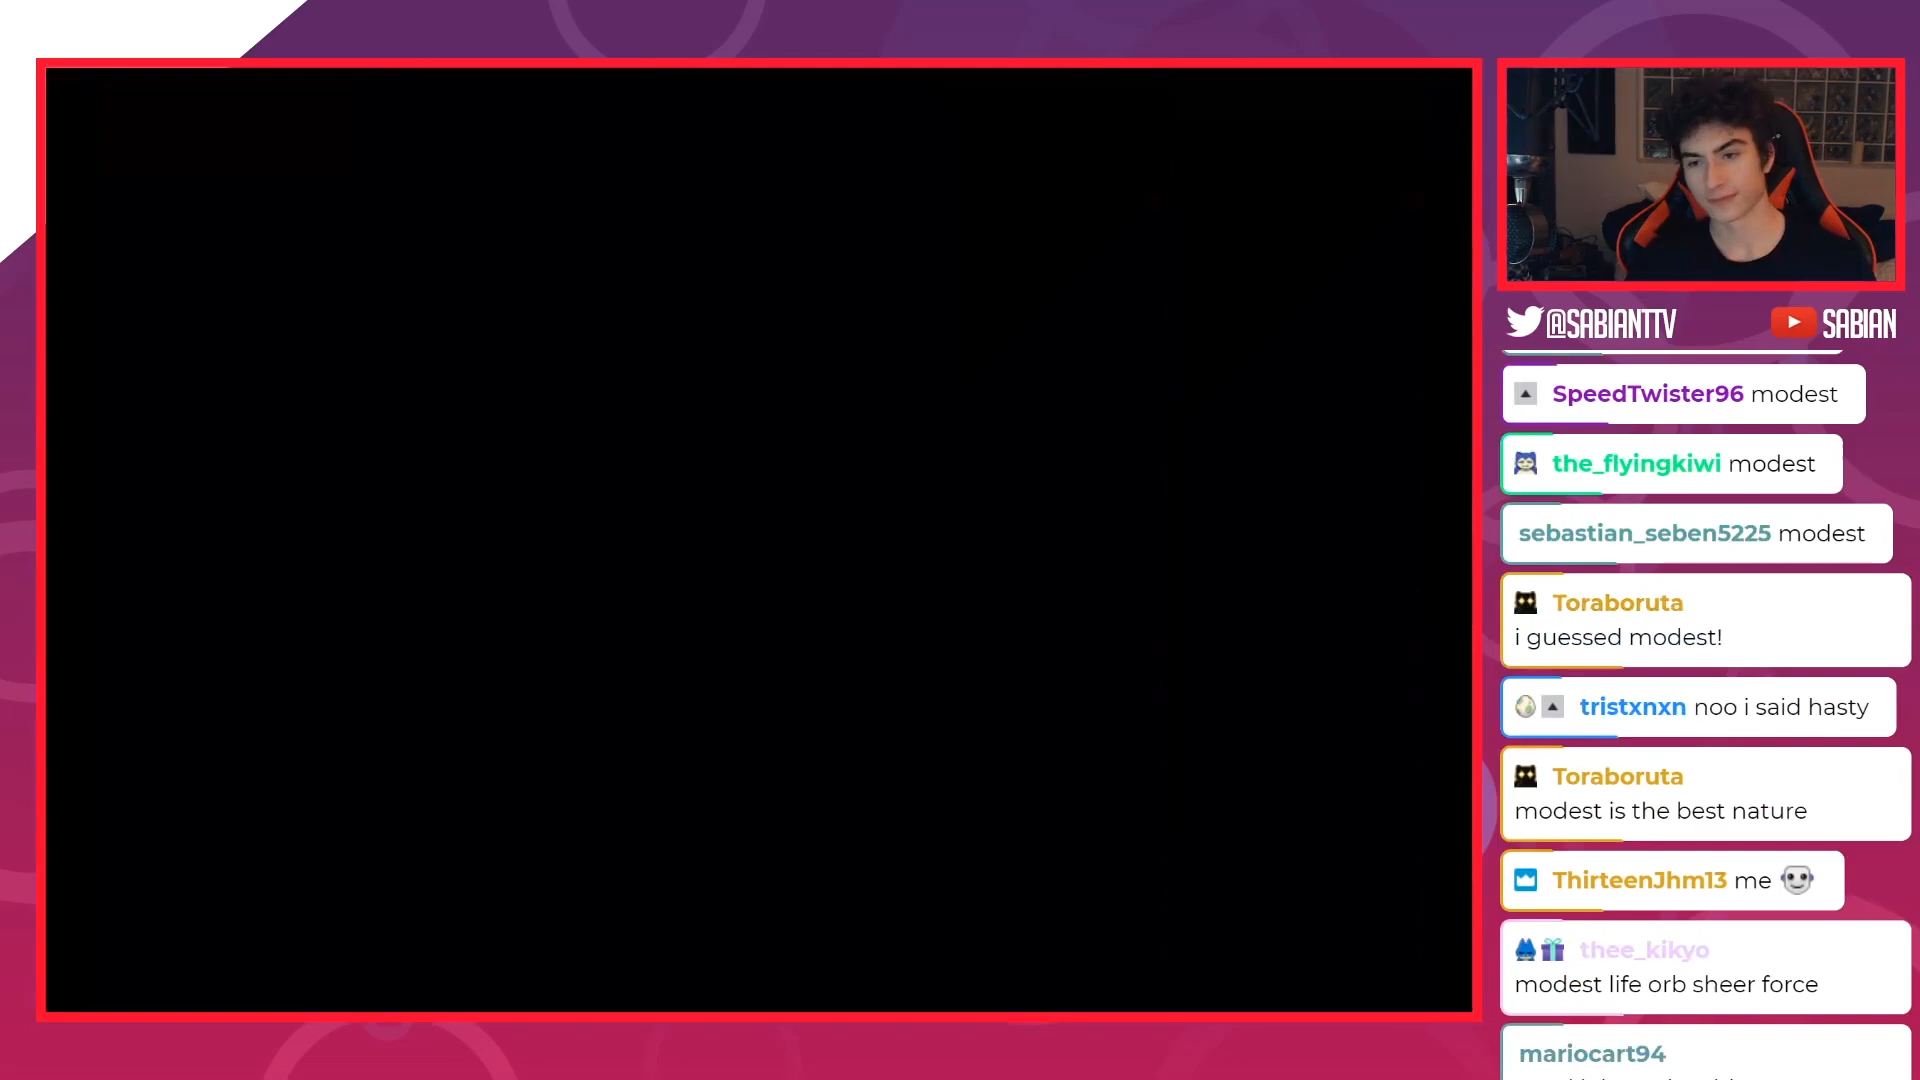 @SABIANTTV
SABIAN
SpeedTwister96 modest
the_flyingkiwi modest
sebastian_seben5225 modest
Toraboruta
i guessed modest!
tristxnxn noo i said hasty
Toraboruta
modest is the best nature
ThirteenJhm13 me
thee_kikyo
modest life orb sheer force
mariocart94